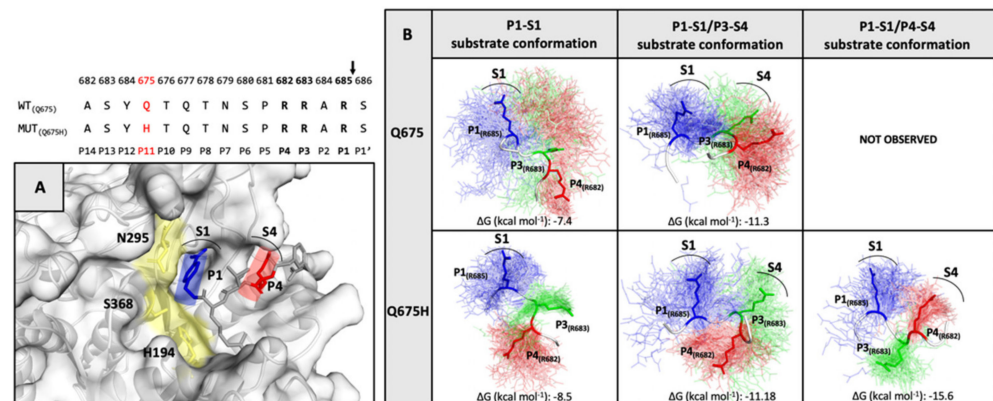 682 683 684 675 676 677 678 679 680 681 682 683 684 685 686
WT(Q675) A S Y Q T Q T N S P R R A R S
MUT(Q675H) A S Y H T Q T N S P R R A R S
P14 P13 P12 P11 P10 P9 P8 P7 P6 P5 P4 P3 P2 P1 P1'
A
N295
S1
S4
P1
P4
S368
H194
B
P1-S1
substrate conformation
P1-S1/P3-S4
substrate conformation
P1-S1/P4-S4
substrate conformation
Q675
S1
P1(R685)
P3(R683)
P4(R682)
ΔG (kcal mol⁻¹): -7.4
S1
S4
P1(R685)
P3(R683)
P4(R682)
ΔG (kcal mol⁻¹): -11.3
NOT OBSERVED
Q675H
S1
P1(R685)
P3(R683)
P4(R682)
ΔG (kcal mol⁻¹): -8.5
S1
S4
P1(R685)
P3(R683)
P4(R682)
ΔG (kcal mol⁻¹): -11.18
S1
S4
P1(R685)
P4(R682)
P3(R683)
ΔG (kcal mol⁻¹): -15.6